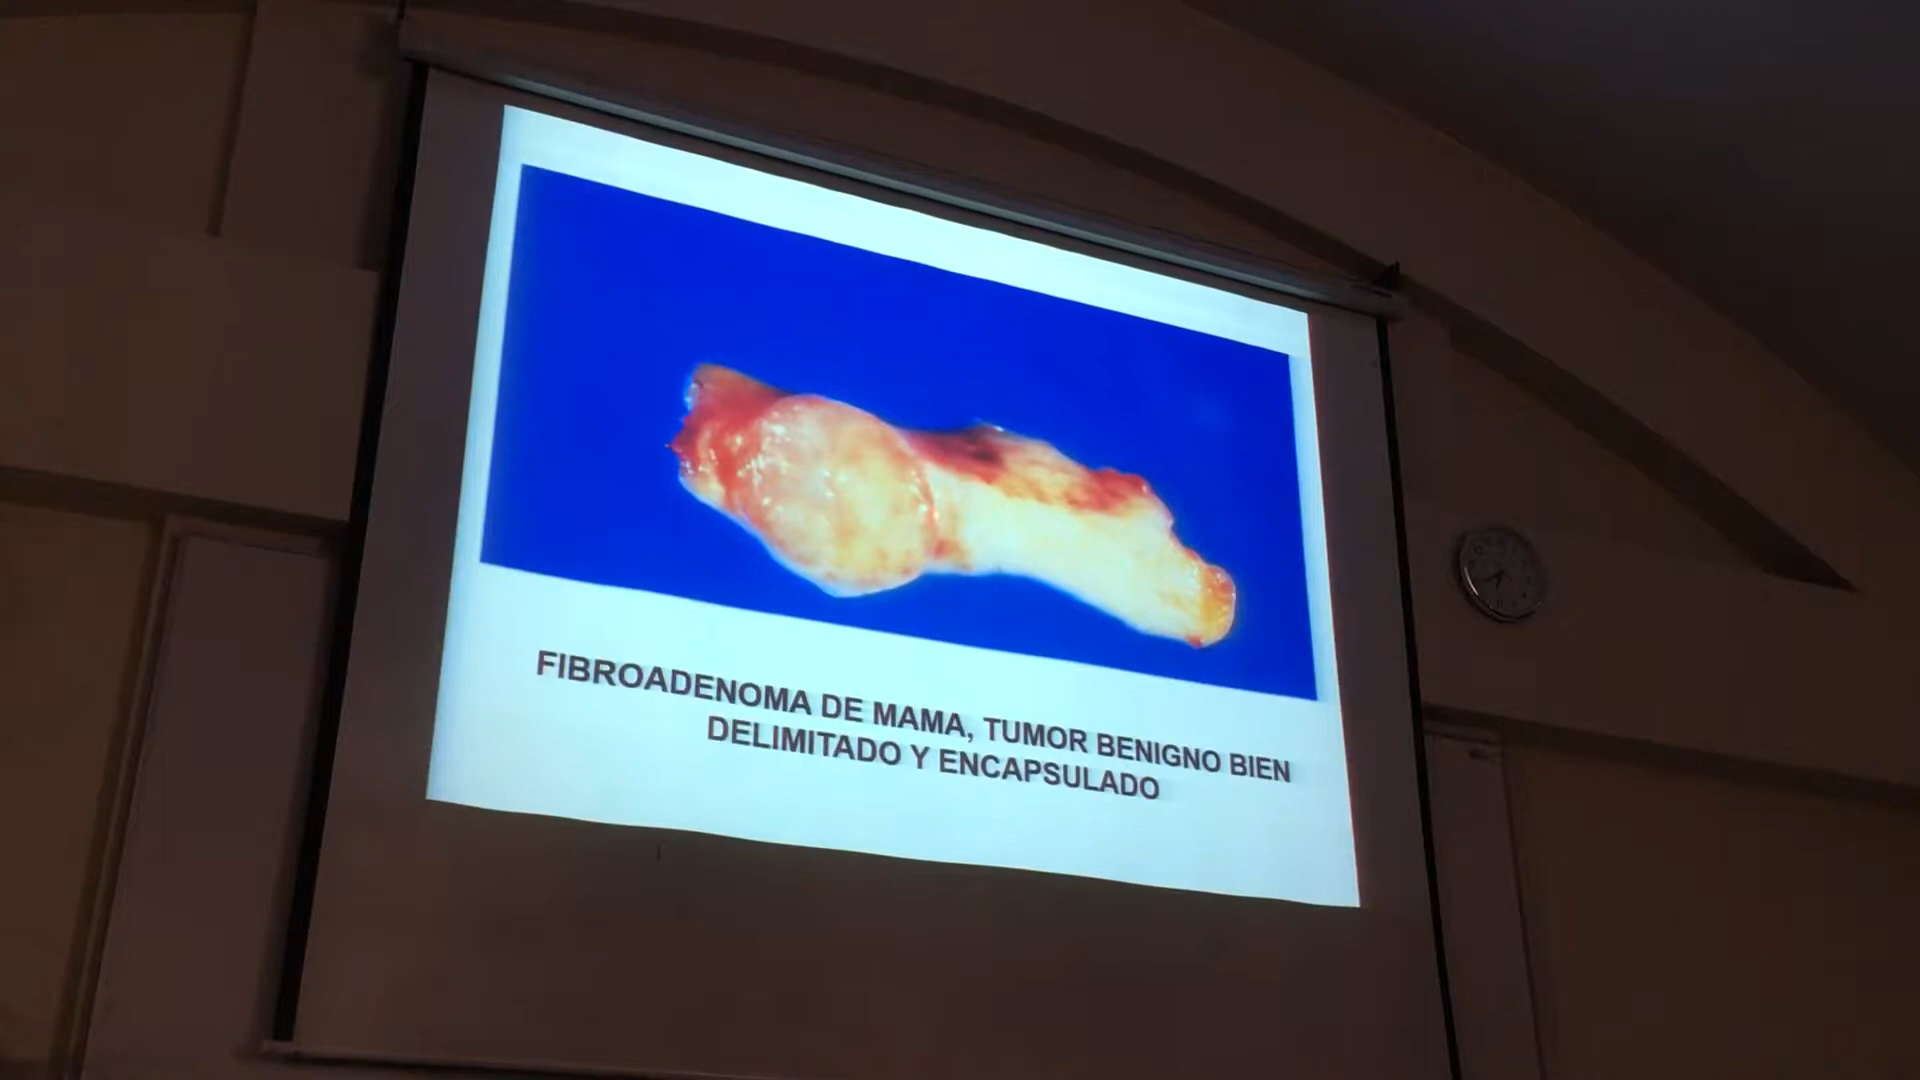 FIBROADENOMA DE MAMA, TUMOR BENIGNO BIEN
DELIMITADO Y ENCAPSULADO